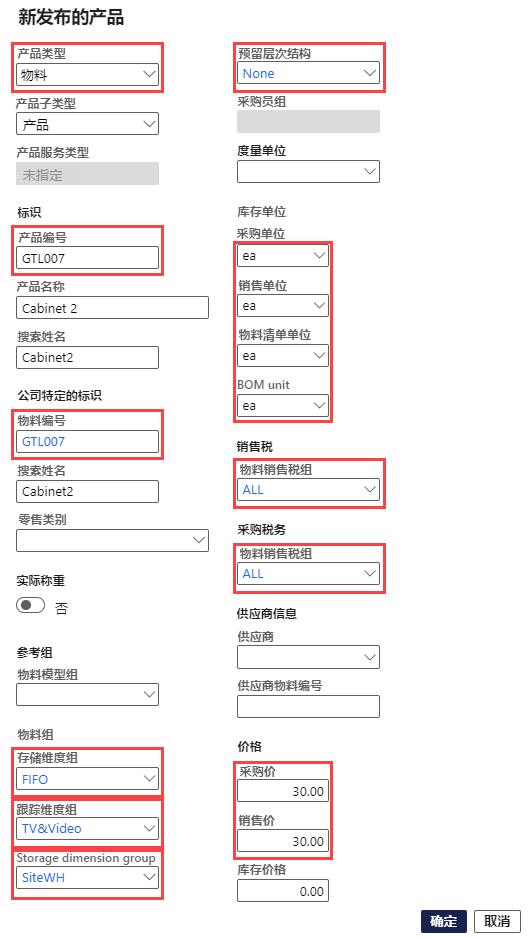 新发布的产品
产品类型
物料
产品子类型
产品
产品服务类型
未指定
标识
产品编号
GTL007
产品名称
Cabinet 2
搜索姓名
Cabinet2
公司特定的标识
物料编号
GTL007
搜索姓名
Cabinet2
零售类别
实际称重
否
参考组
物料模型组
物料组
存储维度组
FIFO
跟踪维度组
TV&Video
Storage dimension group
SiteWH
预留层次结构
None
采购员组
度量单位
库存单位
采购单位
ea
销售单位
ea
物料清单单位
ea
BOM unit
ea
销售税
物料销售税组
ALL
采购税务
物料销售税组
ALL
供应商信息
供应商
供应商物料编号
价格
采购价
30.00
销售价
30.00
库存价格
0.00
确定
取消